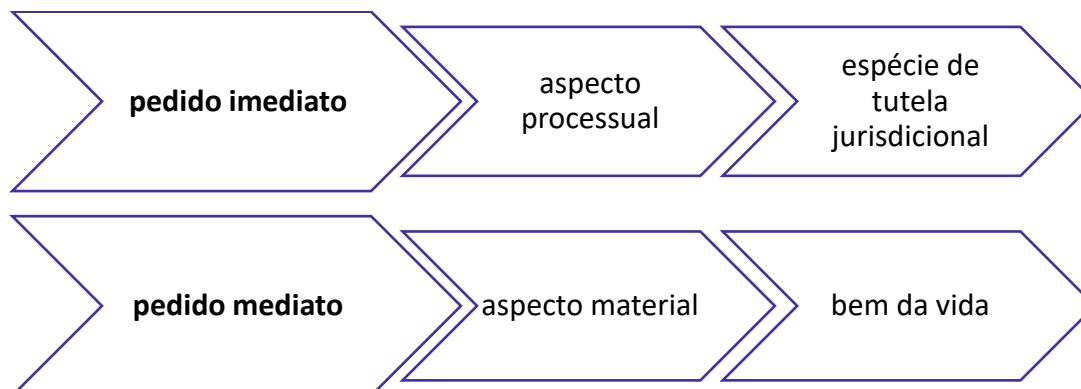 pedido imediato
aspecto
processual
espécie de
tutela
jurisdicional
pedido mediato
aspecto material
bem da vida